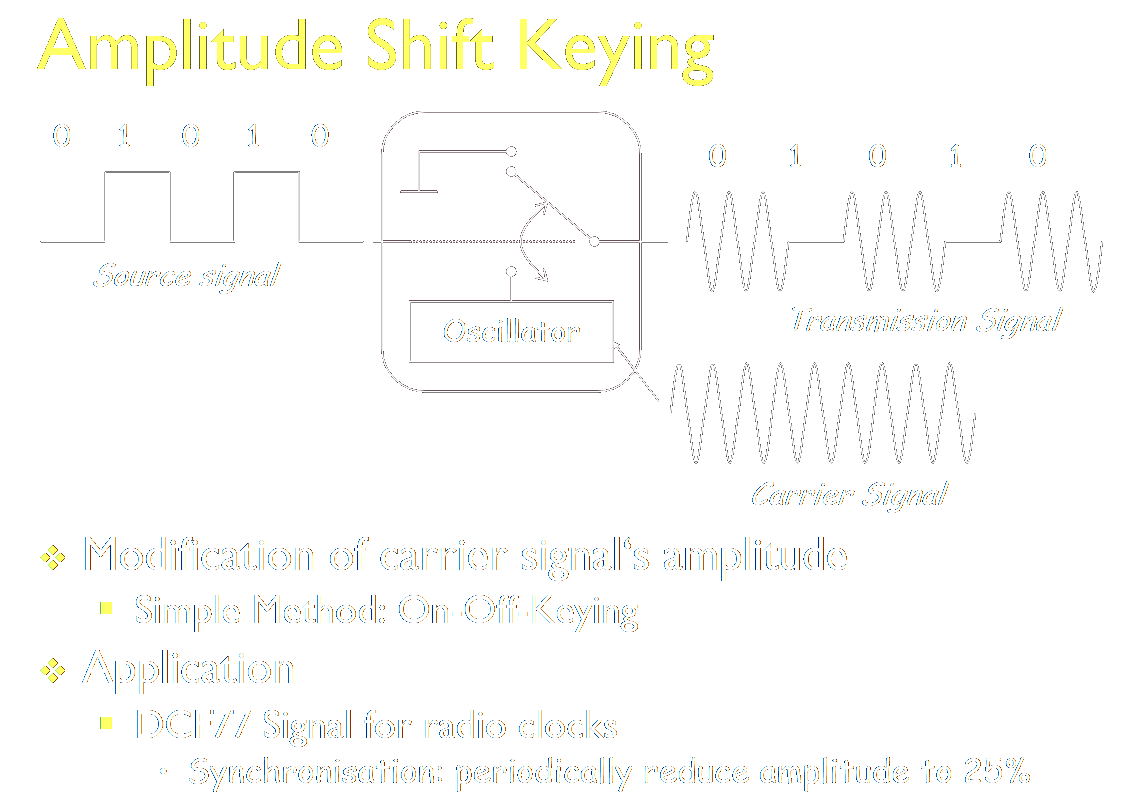 Amplitude Shift Keying
0 1 0 1 0
0 1 0 1 0
Source signal
Transmission Signal
Oscillator
Carrier Signal
Modification of carrier signal's amplitude
Simple Method: On-Off-Keying
Application
DCF77 Signal for radio clocks
- Synchronisation: periodically reduce amplitude to 25%